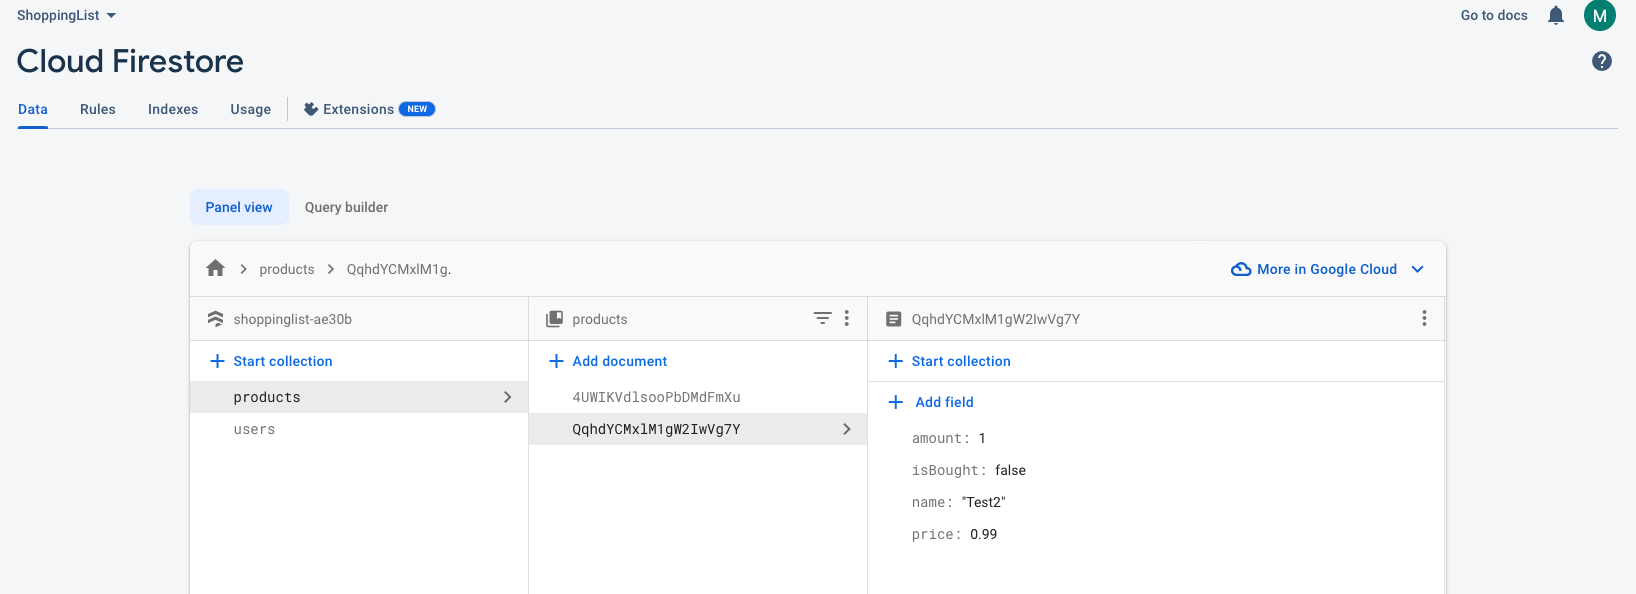 ShoppingList
Go to docs
M
Cloud Firestore
?
Data Rules Indexes Usage Extensions NEW
Panel view Query builder
products QqhdYCMxlM1g.
More in Google Cloud
shoppinglist-ae30b
products
QqhdYCMxlM1gW2IwVg7Y
Start collection
Add document
Start collection
products
4UWIKVdlsooPbDMdFmXu
Add field
users
QqhdYCMxlM1gW2IwVg7Y
amount: 1
isBought: false
name: "Test2"
price: 0.99